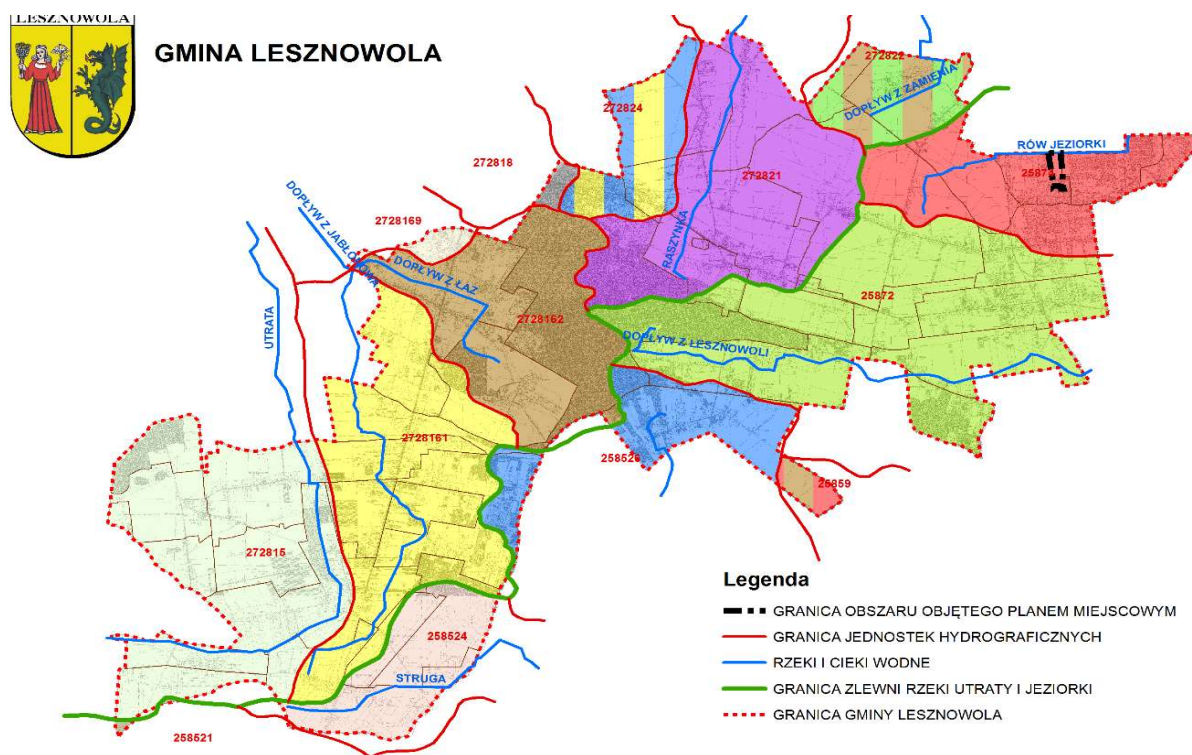 LESZNOWOLA
GMINA LESZNOWOLA
272822
DOPŁYW Z ZAMIENIA
272824
RÓW JEZIORKI
272818
272821
2728169
DOPŁYW Z JABŁONOWA
RASZYNKA
DOPŁYW Z ŁAZ
UTRATA
25872
2728162
DOPŁYW Z LESZNOWOLI
2728161
25859
272815
258524
STRUGA
258521
Legenda
GRANICA OBSZARU OBJĘTEGO PLANEM MIEJSCOWYM
GRANICA JEDNOSTEK HYDROGRAFICZNYCH
RZEKI I CIEKI WODNE
GRANICA ZLEWNI RZEKI UTRATY I JEZIORKI
GRANICA GMINY LESZNOWOLA